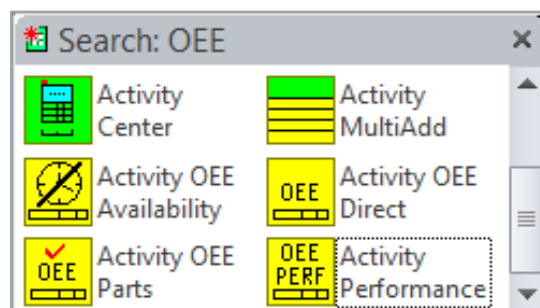 Search: OEE
Activity
Center
Activity
MultiAdd
Activity OEE
Availability
OEE
Activity OEE
Direct
OEE
Activity OEE
Parts
OEE
PERF
Activity
Performance